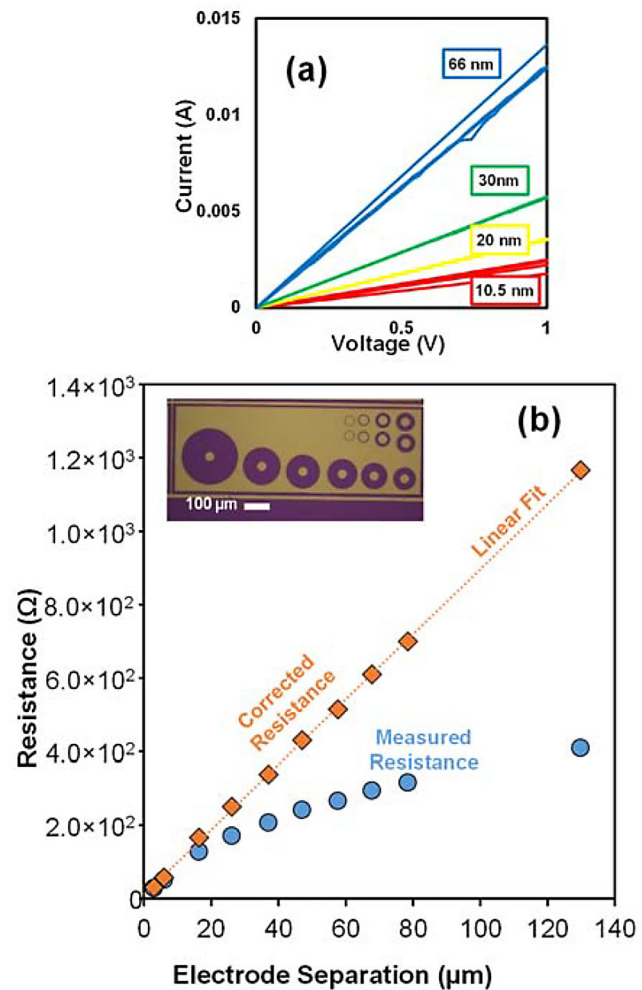 0.015
(a)
66 nm
0.01
Current (A)
30nm
0.005
20 nm
10.5 nm
0
0
0.5
1
Voltage (V)
1.4×10³
(b)
1.2×10³
100 μm
Linear Fit
1.0×10³
Resistance (Ω)
8.0×10²
Corrected
Resistance
6.0×10²
Measured
Resistance
4.0×10²
2.0×10²
0
0 20 40 60 80 100 120 140
Electrode Separation (μm)